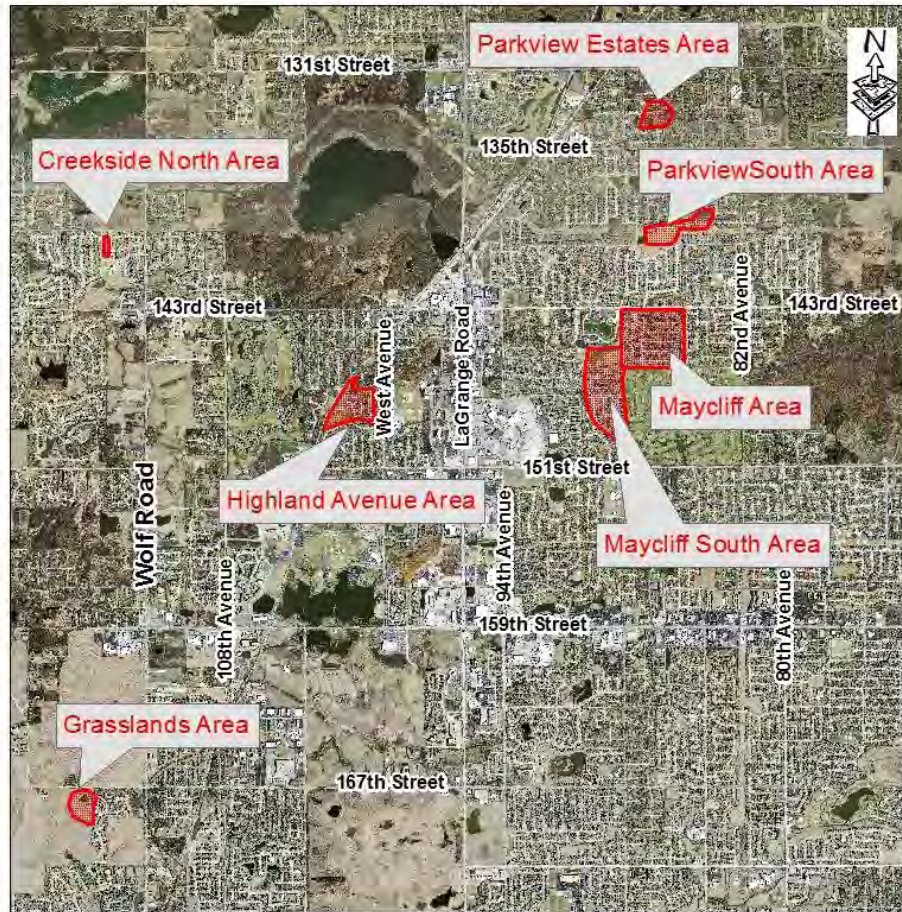 N
Parkview Estates Area
131st Street
135th Street
Creekside North Area
ParkviewSouth Area
143rd Street
82nd Avenue
143rd Street
West Avenue
LaGrange Road
Maycliff Area
151st Street
Highland Avenue Area
Wolf Road
94th Avenue
Maycliff South Area
108th Avenue
159th Street
80th Avenue
Grasslands Area
167th Street